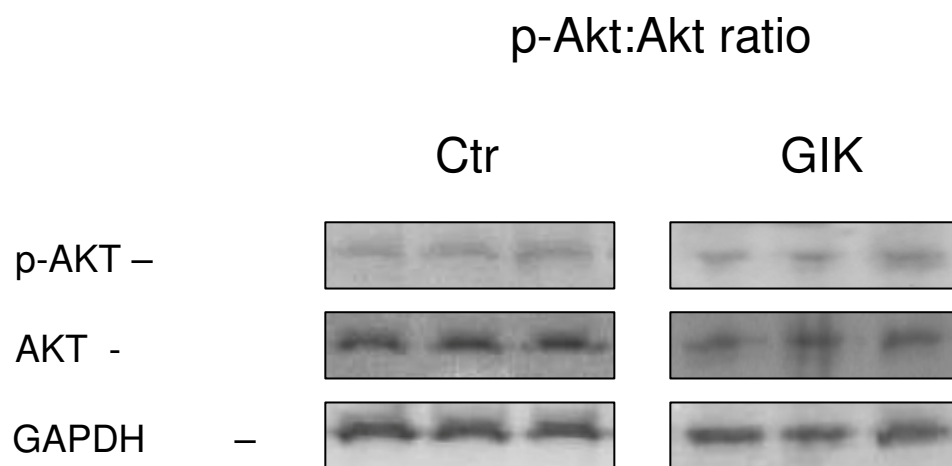 p-Akt:Akt ratio
Ctr GIK
p-AKT –
AKT -
GAPDH –